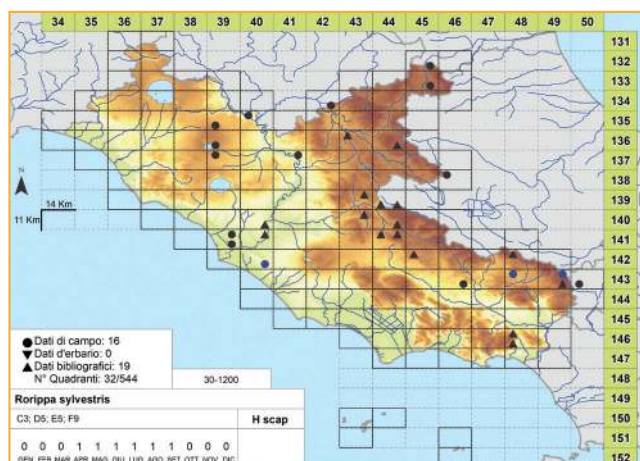 34 35 36 37 38 39 40 41 42 43 44 45 46 47 48 49 50
131
132
133
134
135
136
137
138
139
140
141
142
143
144
145
146
147
148
149
150
151
152
N
14 Km
11 Km
Dati di campo: 16
Dati d'erbario: 0
Dati bibliografici: 19
N° Quadranti: 32/544
30-1200
Rorippa sylvestris
C3; D5; E5; F9
H scap
0 0 0 1 1 1 1 1 1 0 0 0
GEN FEB MAR APR MAG GIU LUG AGO SET OTT NOV DIC